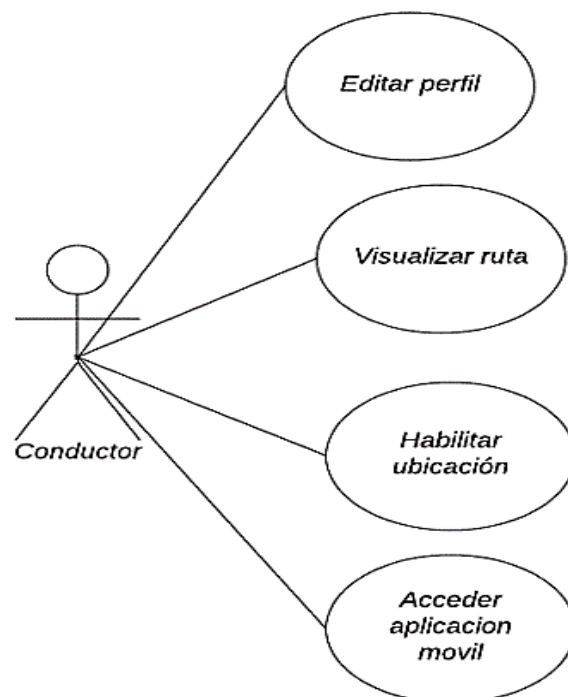 Editar perfil
Visualizar ruta
Conductor
Habilitar
ubicación
Acceder
aplicacion
movil